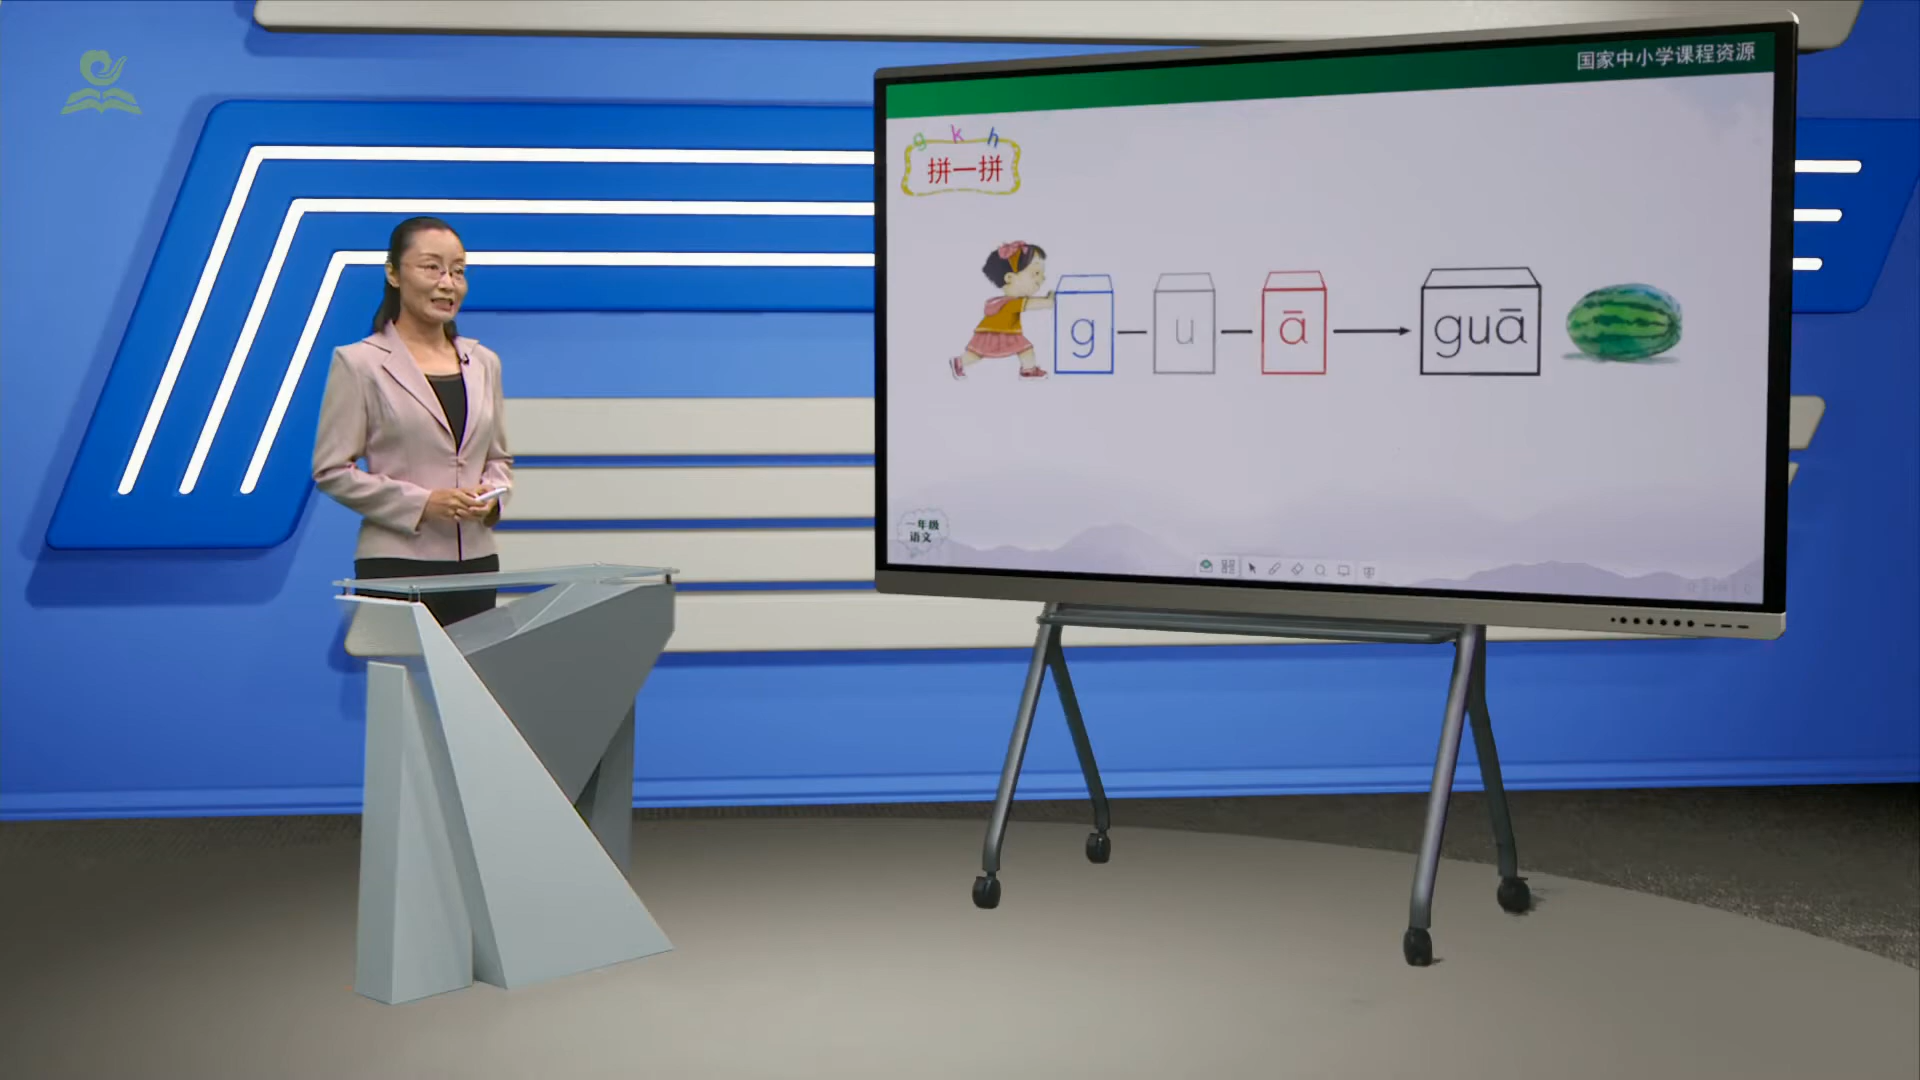 国家中小学课程资源
g k h
拼一拼
g — u — ā → guā
一年级
语文